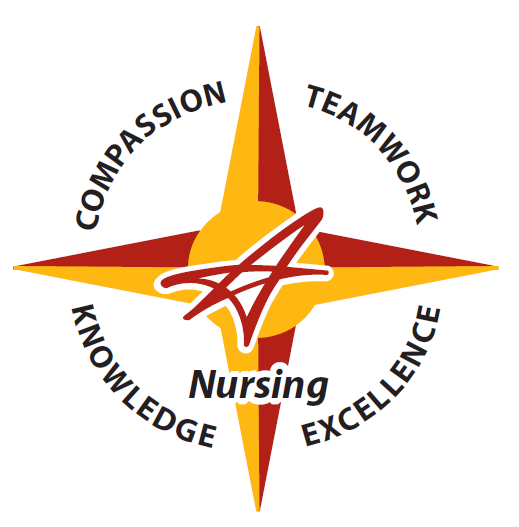 COMPASSION
TEAMWORK
KNOWLEDGE
EXCELLENCE
Nursing